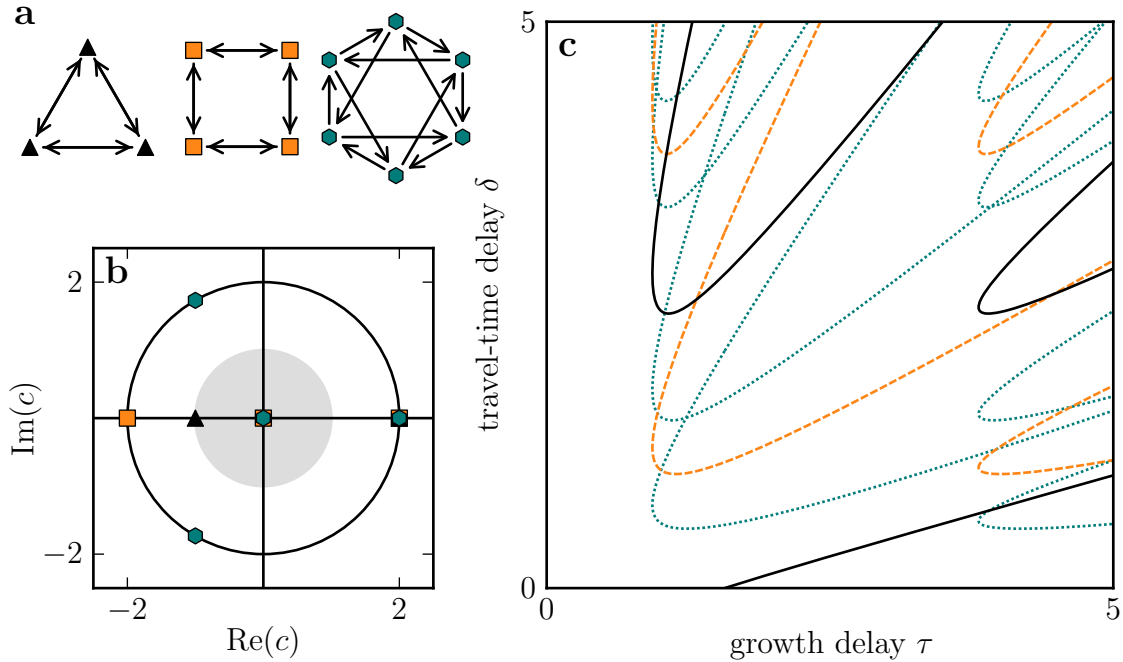 a
b
2
−2
−2
2
Im(c)
Re(c)
c
5
0
0
5
travel-time delay δ
growth delay τ